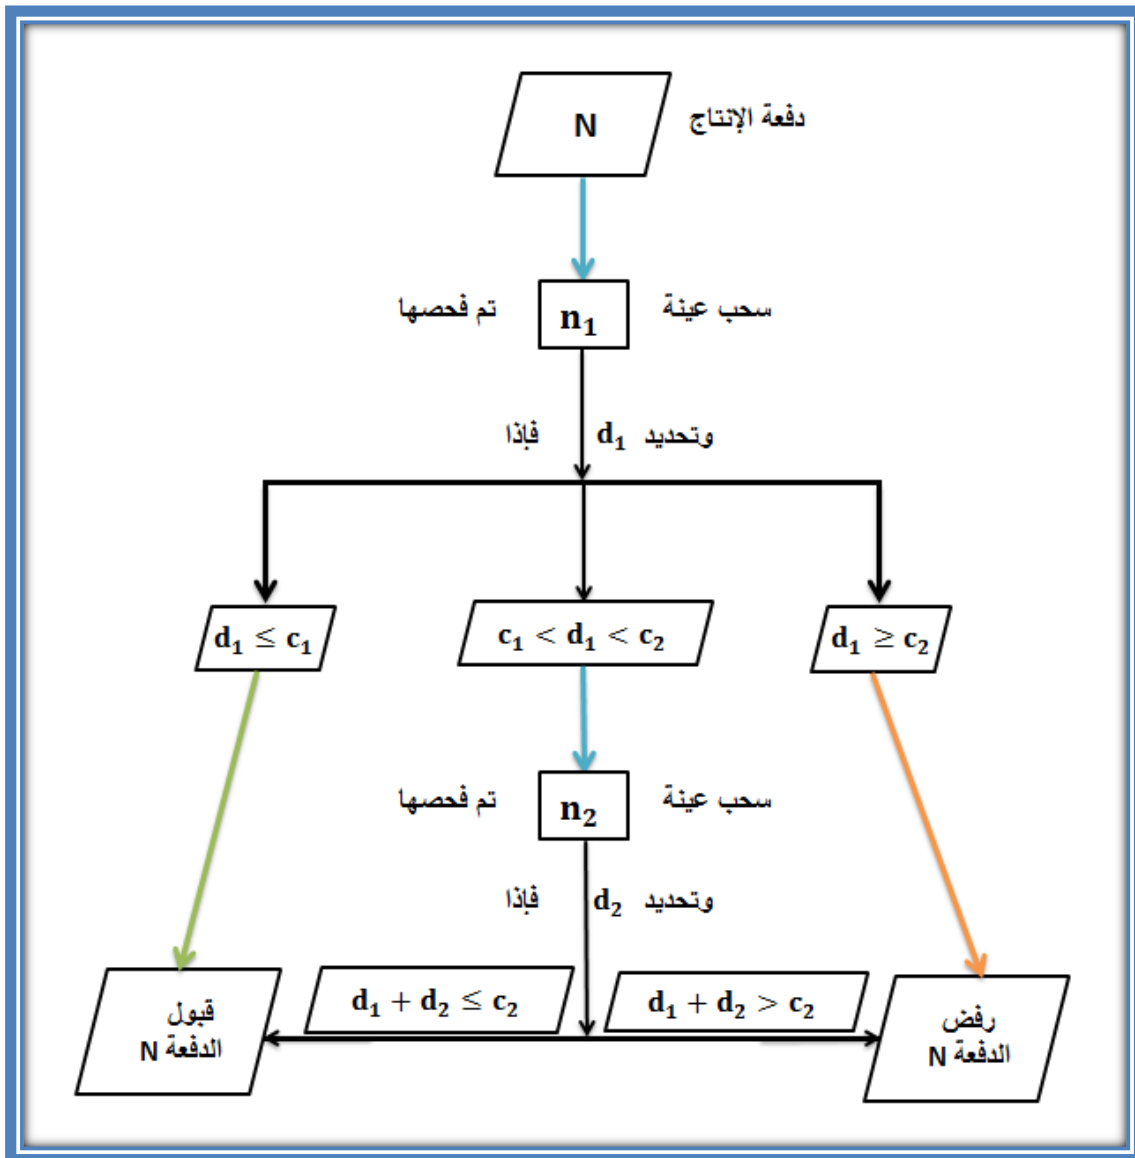 N دفعة الإنتاج
سحب عينة n₁ تم فحصها
وتحديد d₁ فإذا
d₁ ≥ c₂
c₁ < d₁ < c₂
d₁ ≤ c₁
سحب عينة n₂ تم فحصها
وتحديد d₂ فإذا
d₁ + d₂ > c₂
d₁ + d₂ ≤ c₂
رفض
الدفعة N
قبول
الدفعة N